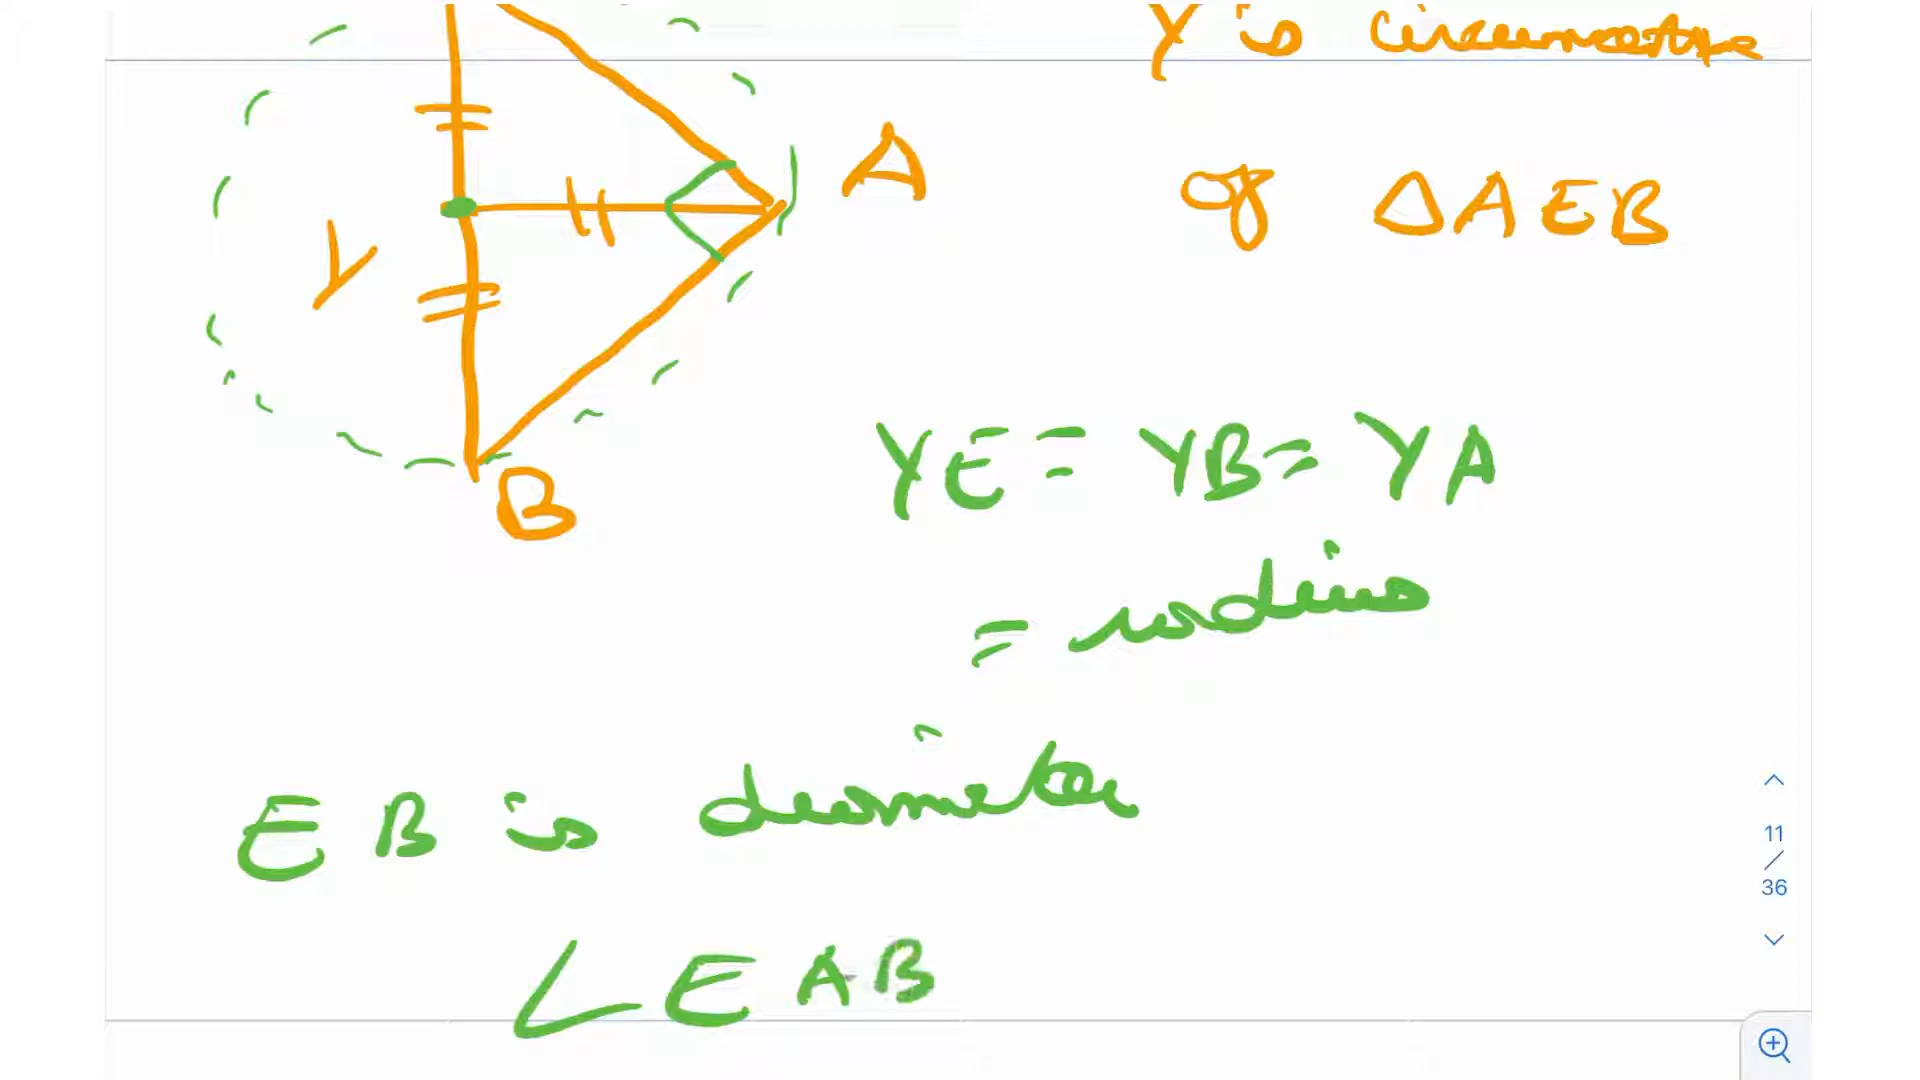 Y is circumcentre
A
of ΔAEB
Y
YE = YB = YA
B
= radius
EB is diameter
∠EAB
11
/
36